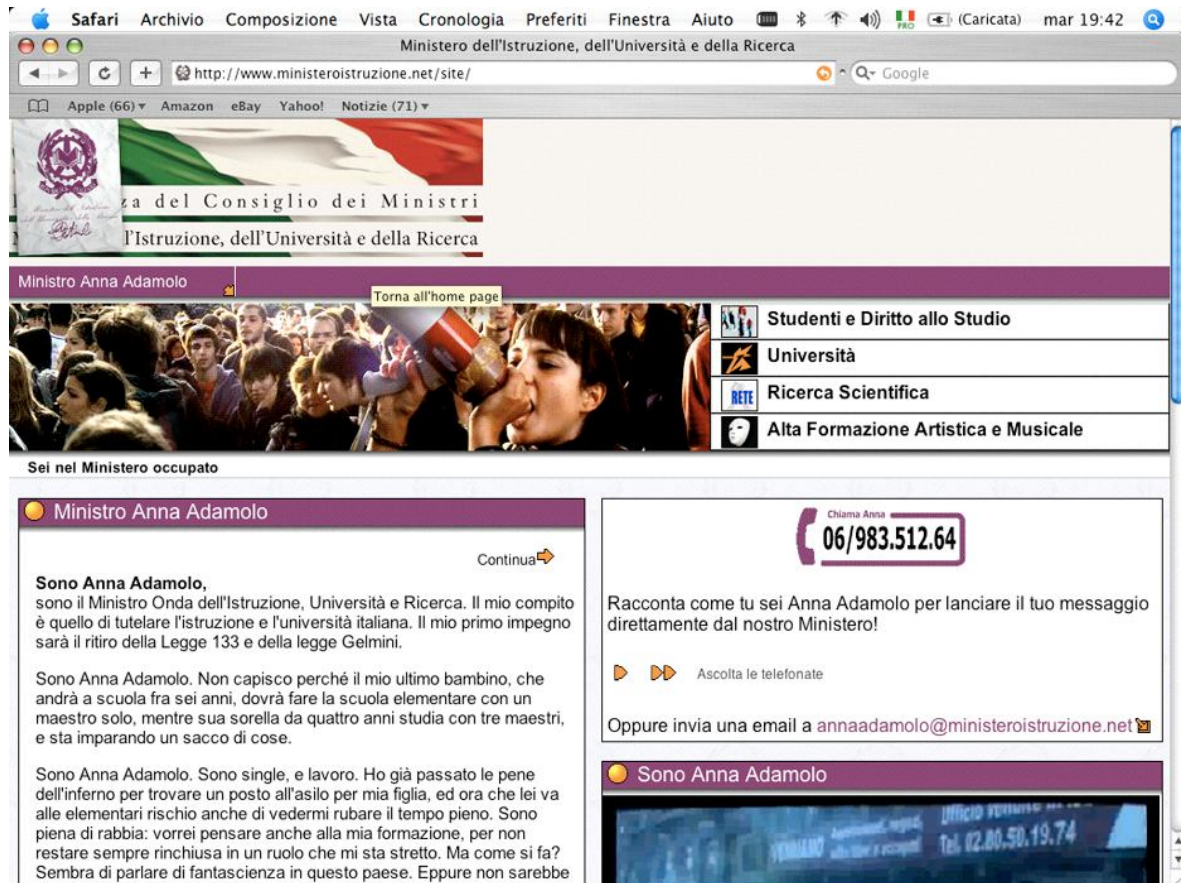 Safari Archivio Composizione Vista Cronologia Preferiti Finestra Aiuto PRO (Caricata) mar 19:42
Ministero dell'Istruzione, dell'Università e della Ricerca
http://www.ministeroistruzione.net/site/ Google
Apple (66) Amazon eBay Yahoo! Notizie (71)
za del Consiglio dei Ministri
l'Istruzione, dell'Università e della Ricerca
Ministro Anna Adamolo
Torna all'home page
Studenti e Diritto allo Studio
Università
RETE Ricerca Scientifica
Alta Formazione Artistica e Musicale
Sei nel Ministero occupato
Ministro Anna Adamolo
Continua
Sono Anna Adamolo,
sono il Ministro Onda dell'Istruzione, Università e Ricerca. Il mio compito
è quello di tutelare l'istruzione e l'università italiana. Il mio primo impegno
sarà il ritiro della Legge 133 e della legge Gelmini.
Sono Anna Adamolo. Non capisco perché il mio ultimo bambino, che
andrà a scuola fra sei anni, dovrà fare la scuola elementare con un
maestro solo, mentre sua sorella da quattro anni studia con tre maestri,
e sta imparando un sacco di cose.
Sono Anna Adamolo. Sono single, e lavoro. Ho già passato le pene
dell'inferno per trovare un posto all'asilo per mia figlia, ed ora che lei va
alle elementari rischio anche di vedermi rubare il tempo pieno. Sono
piena di rabbia: vorrei pensare anche alla mia formazione, per non
restare sempre rinchiusa in un ruolo che mi sta stretto. Ma come si fa?
Sembra di parlare di fantascienza in questo paese. Eppure non sarebbe
Chiama Anna
06/983.512.64
Racconta come tu sei Anna Adamolo per lanciare il tuo messaggio
direttamente dal nostro Ministero!
Ascolta le telefonate
Oppure invia una email a annaadamolo@ministeroistruzione.net
Sono Anna Adamolo
Tel. 02.80.50.19.74